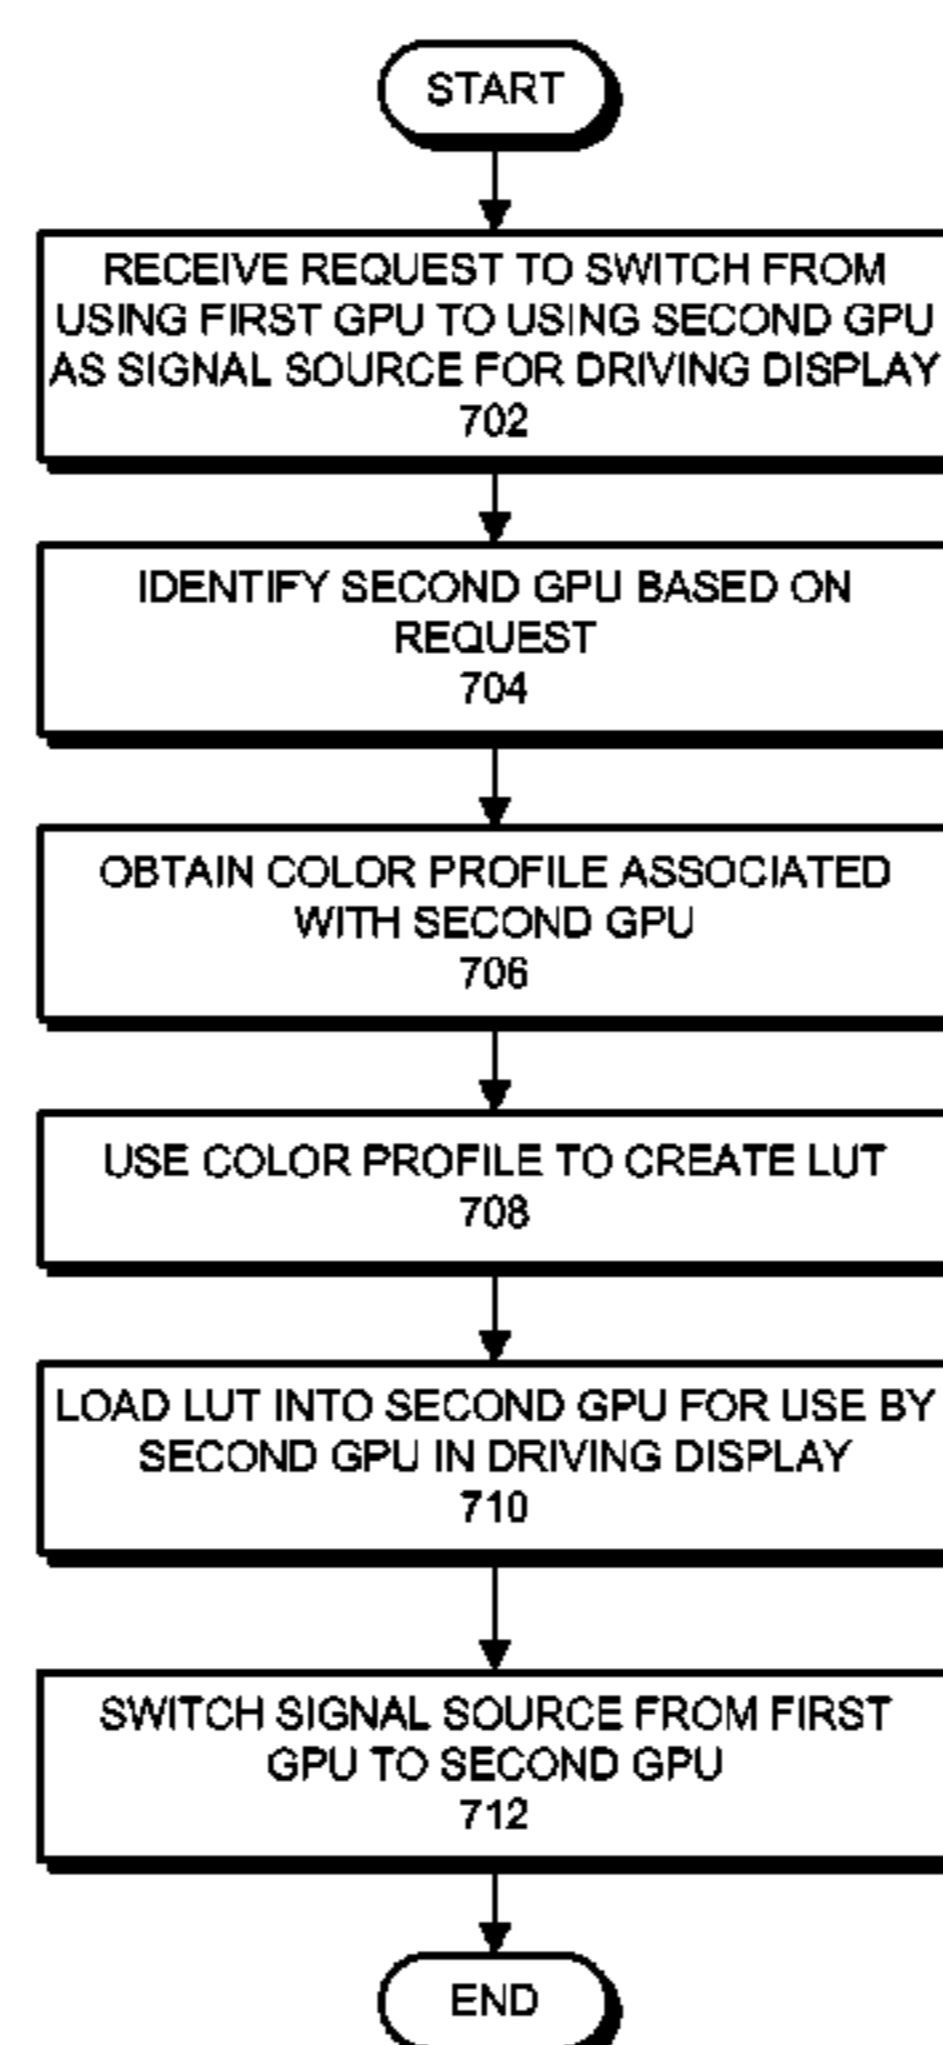 START
RECEIVE REQUEST TO SWITCH FROM
USING FIRST GPU TO USING SECOND GPU
AS SIGNAL SOURCE FOR DRIVING DISPLAY
702
IDENTIFY SECOND GPU BASED ON
REQUEST
704
OBTAIN COLOR PROFILE ASSOCIATED
WITH SECOND GPU
706
USE COLOR PROFILE TO CREATE LUT
708
LOAD LUT INTO SECOND GPU FOR USE BY
SECOND GPU IN DRIVING DISPLAY
710
SWITCH SIGNAL SOURCE FROM FIRST
GPU TO SECOND GPU
712
END